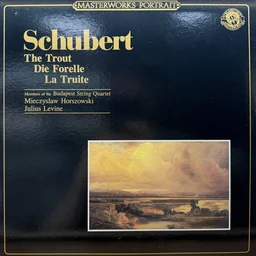 MASTERWORKS PORTRAIT
Schubert
The Trout
Die Forelle
La Truite
Members of the Budapest String Quartet
Mieczyslaw Horszowski
Julius Levine